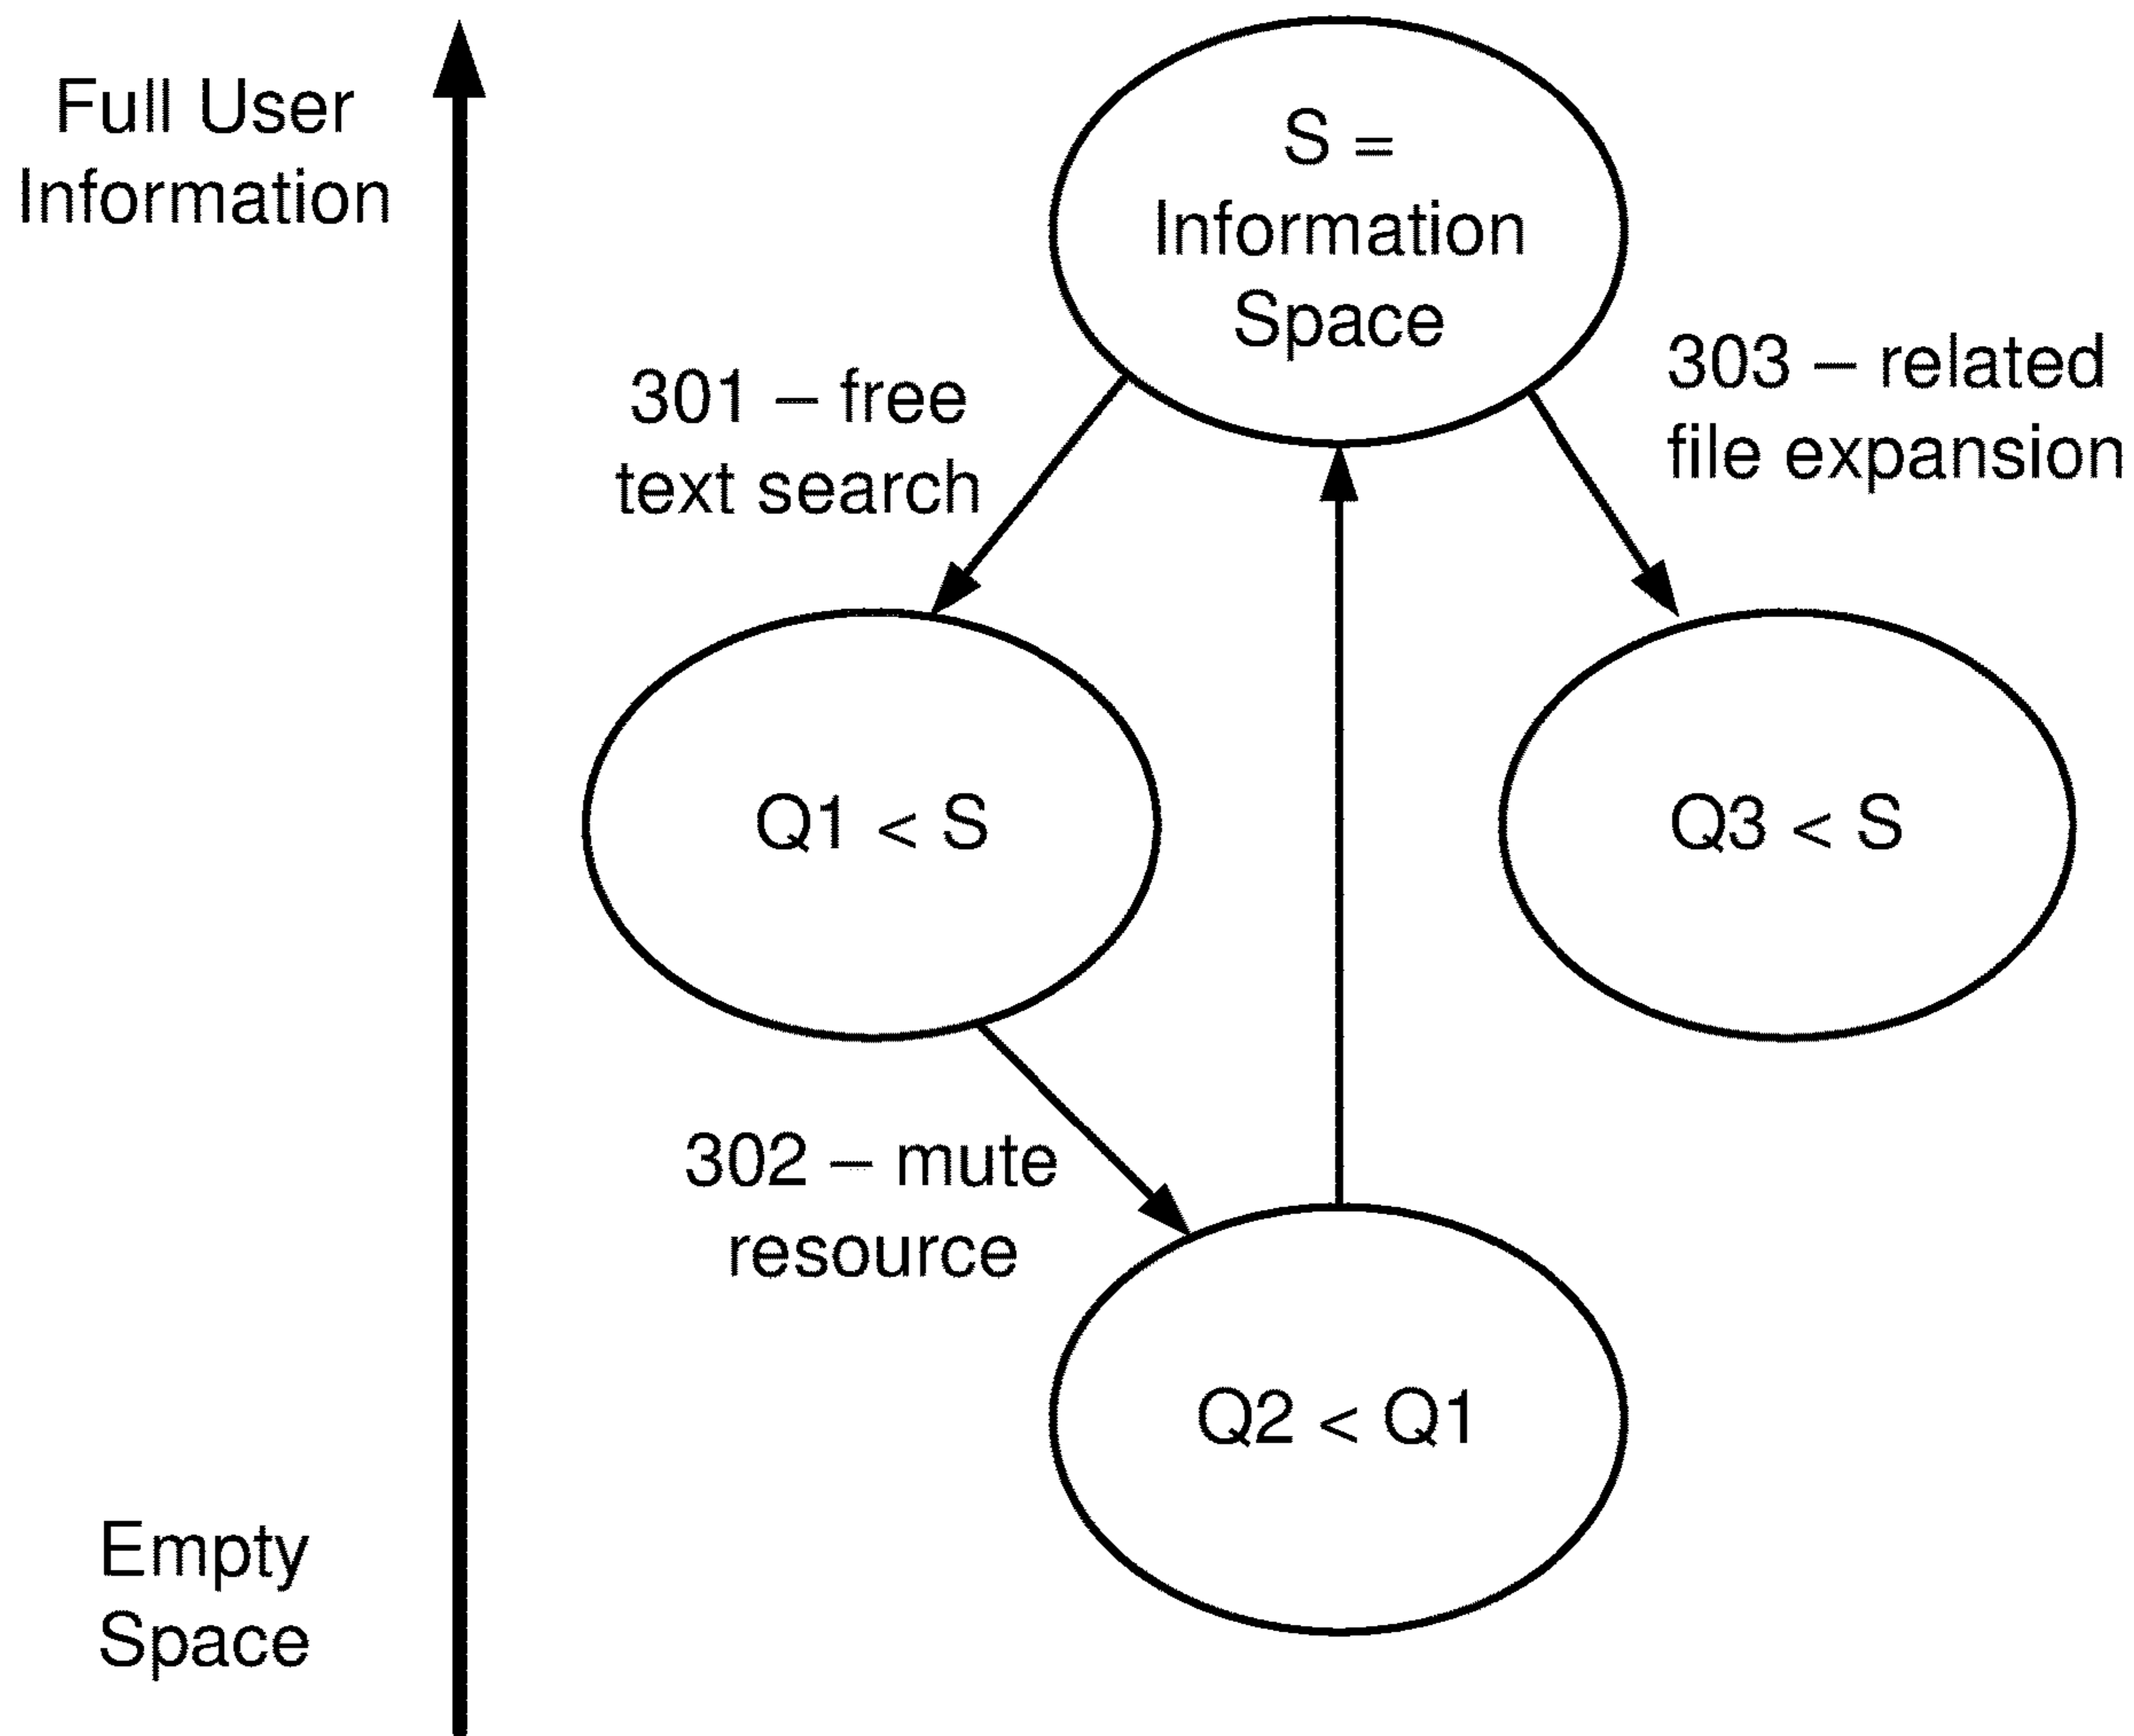 Full User
Information
S =
Information
Space
301 – free
text search
303 – related
file expansion
Q1 < S
Q3 < S
302 – mute
resource
Q2 < Q1
Empty
Space